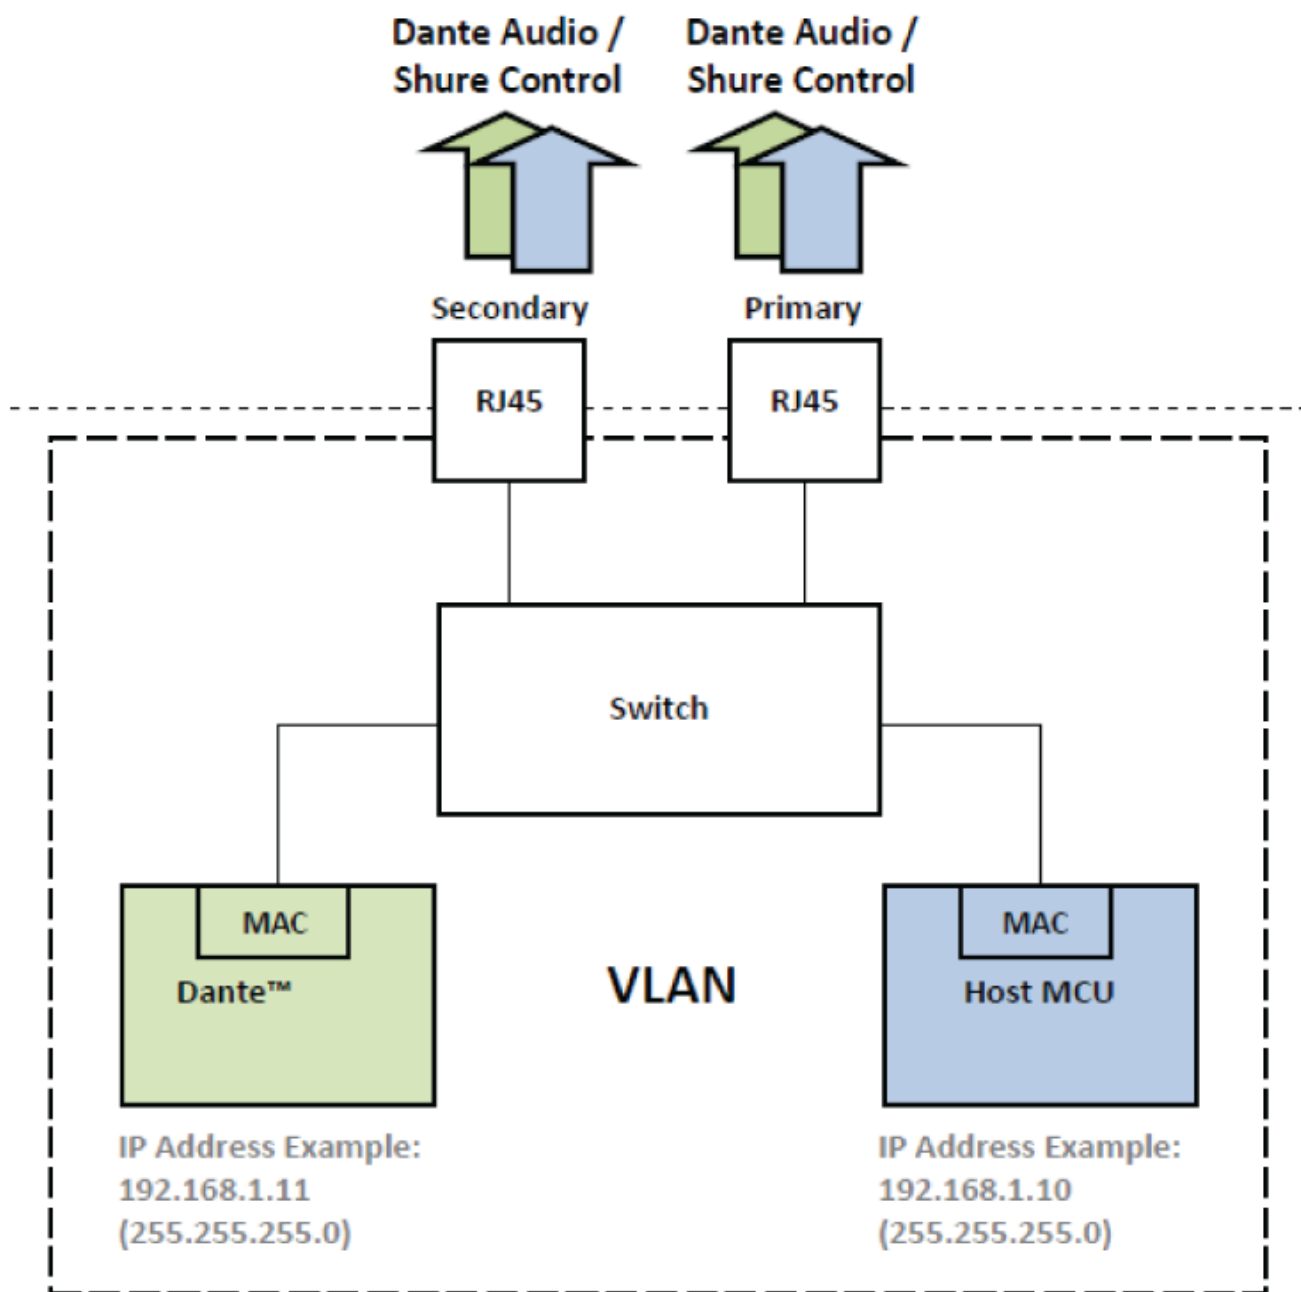 Dante Audio /
Shure Control
Dante Audio /
Shure Control
Secondary
Primary
RJ45
RJ45
Switch
MAC
Dante™
VLAN
MAC
Host MCU
IP Address Example:
192.168.1.11
(255.255.255.0)
IP Address Example:
192.168.1.10
(255.255.255.0)